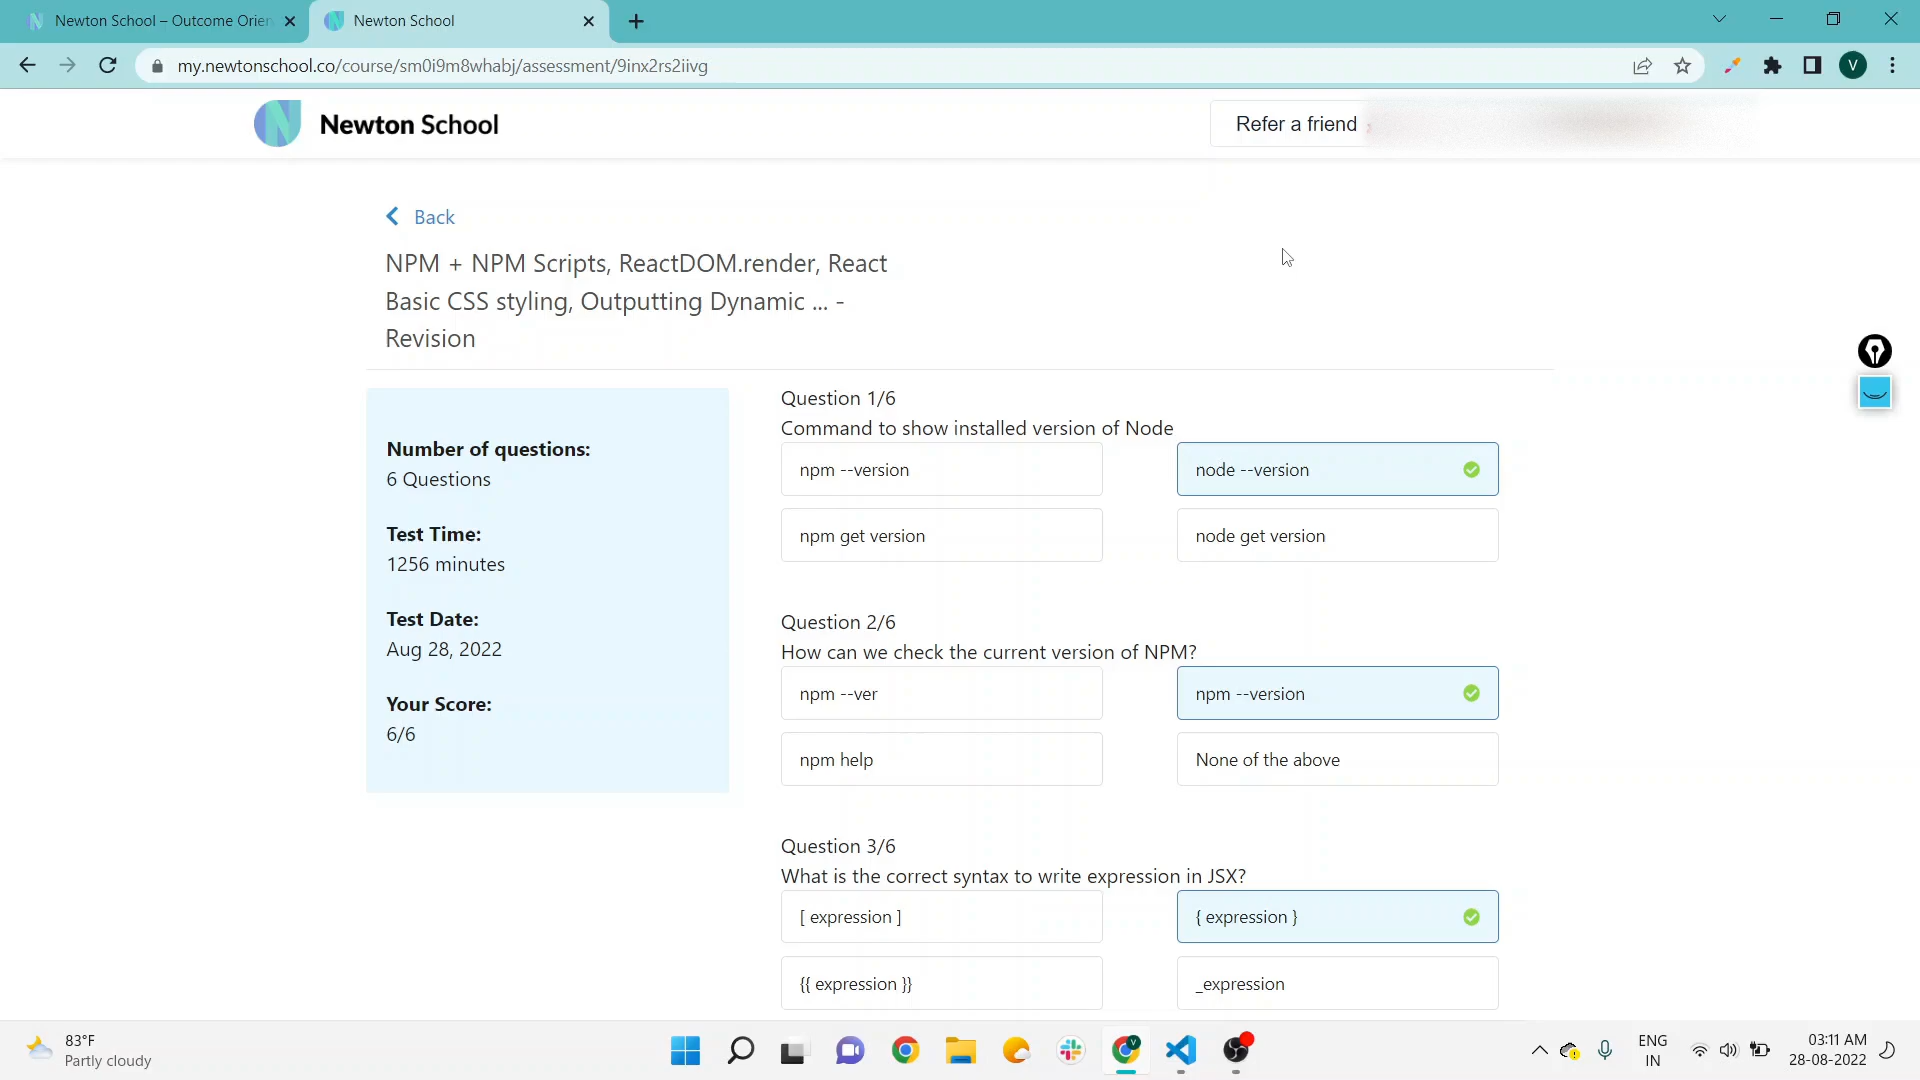 Newton School – Outcome Orien
Newton School
my.newtonschool.co/course/sm0i9m8whabj/assessment/9inx2rs2iivg
V
Newton School
Refer a friend
Back
NPM + NPM Scripts, ReactDOM.render, React
Basic CSS styling, Outputting Dynamic ... -
Revision
Number of questions:
6 Questions
Test Time:
1256 minutes
Test Date:
Aug 28, 2022
Your Score:
6/6
Question 1/6
Command to show installed version of Node
npm --version
node --version
npm get version
node get version
Question 2/6
How can we check the current version of NPM?
npm --ver
npm --version
npm help
None of the above
Question 3/6
What is the correct syntax to write expression in JSX?
[ expression ]
{ expression }
{{ expression }}
_expression
83°F
Partly cloudy
ENG
IN
03:11 AM
28-08-2022